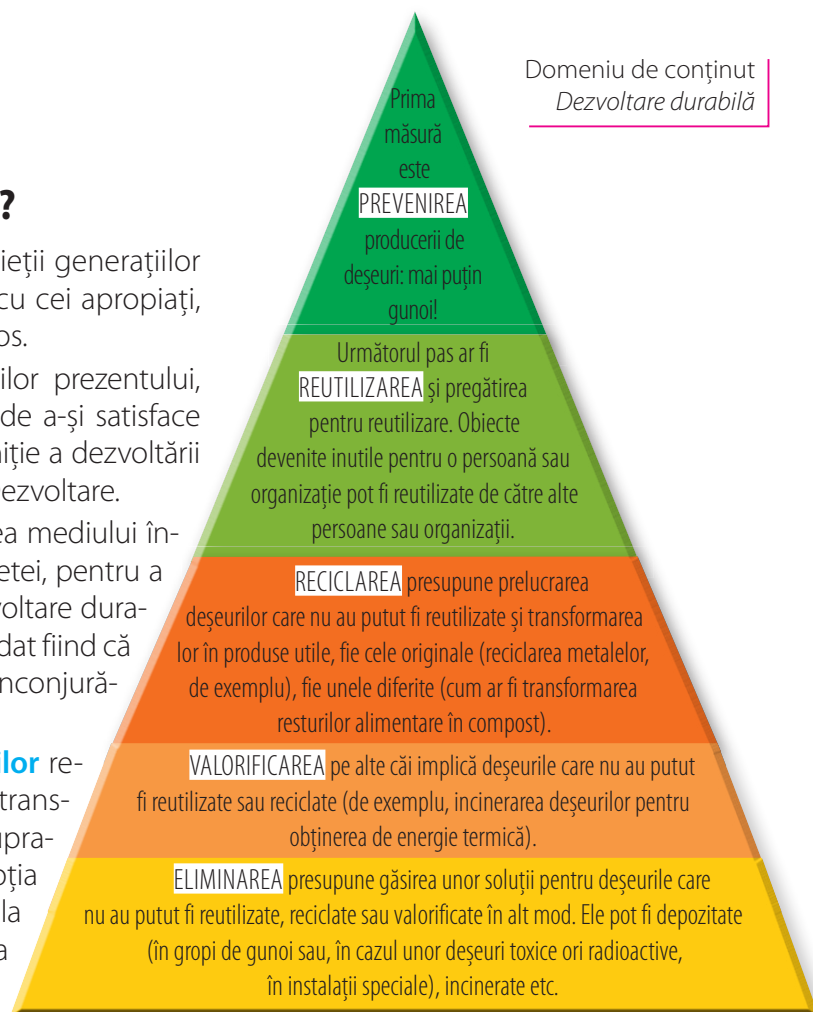 Domeniu de conținut
Dezvoltare durabilă
?
ieții generațiilor
cu cei apropiați,
os.
ilor prezentului,
de a-și satisface
niție a dezvoltării
ezvoltare.
ea mediului în-
etei, pentru a
voltare dura-
dat fiind că
nconjură-
ilor re-
trans-
upra-
oția
la
a
Prima
măsură
este
PREVENIREA
producerii de
deșeuri: mai puțin
gunoi!
Următorul pas ar fi
REUTILIZAREA și pregătirea
pentru reutilizare. Obiecte
devenite inutile pentru o persoană sau
organizație pot fi reutilizate de către alte
persoane sau organizații.
RECICLAREA presupune prelucrarea
deșeurilor care nu au putut fi reutilizate și transformarea
lor în produse utile, fie cele originale (reciclarea metalelor,
de exemplu), fie unele diferite (cum ar fi transformarea
resturilor alimentare în compost).
VALORIFICAREA pe alte căi implică deșeurile care nu au putut
fi reutilizate sau reciclate (de exemplu, incinerarea deșeurilor pentru
obținerea de energie termică).
ELIMINAREA presupune găsirea unor soluții pentru deșeurile care
nu au putut fi reutilizate, reciclate sau valorificate în alt mod. Ele pot fi depozitate
(în gropi de gunoi sau, în cazul unor deșeuri toxice ori radioactive,
în instalații speciale), incinerate etc.